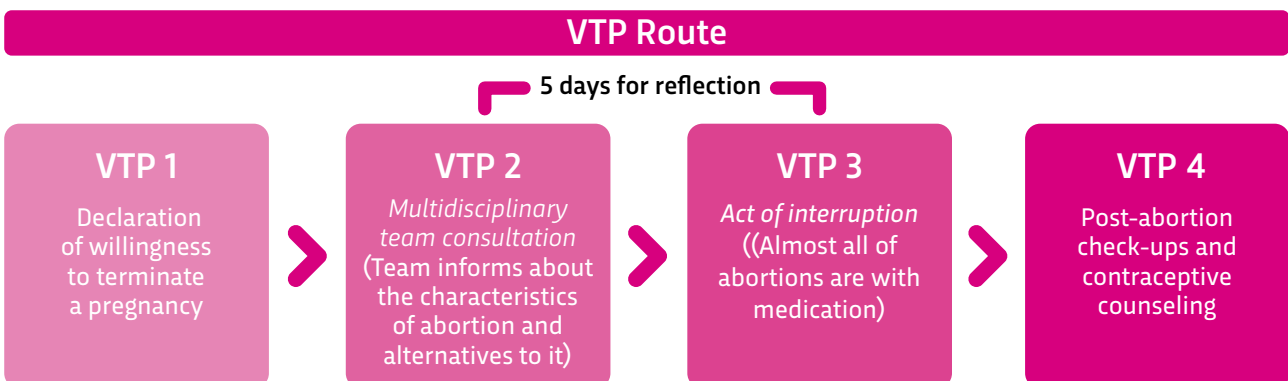 VTP Route
5 days for reflection
VTP 1
Declaration
of willingness
to terminate
a pregnancy
VTP 2
Multidisciplinary
team consultation
(Team informs about
the characteristics
of abortion and
alternatives to it)
VTP 3
Act of interruption
((Almost all of
abortions are with
medication)
VTP 4
Post-abortion
check-ups and
contraceptive
counseling